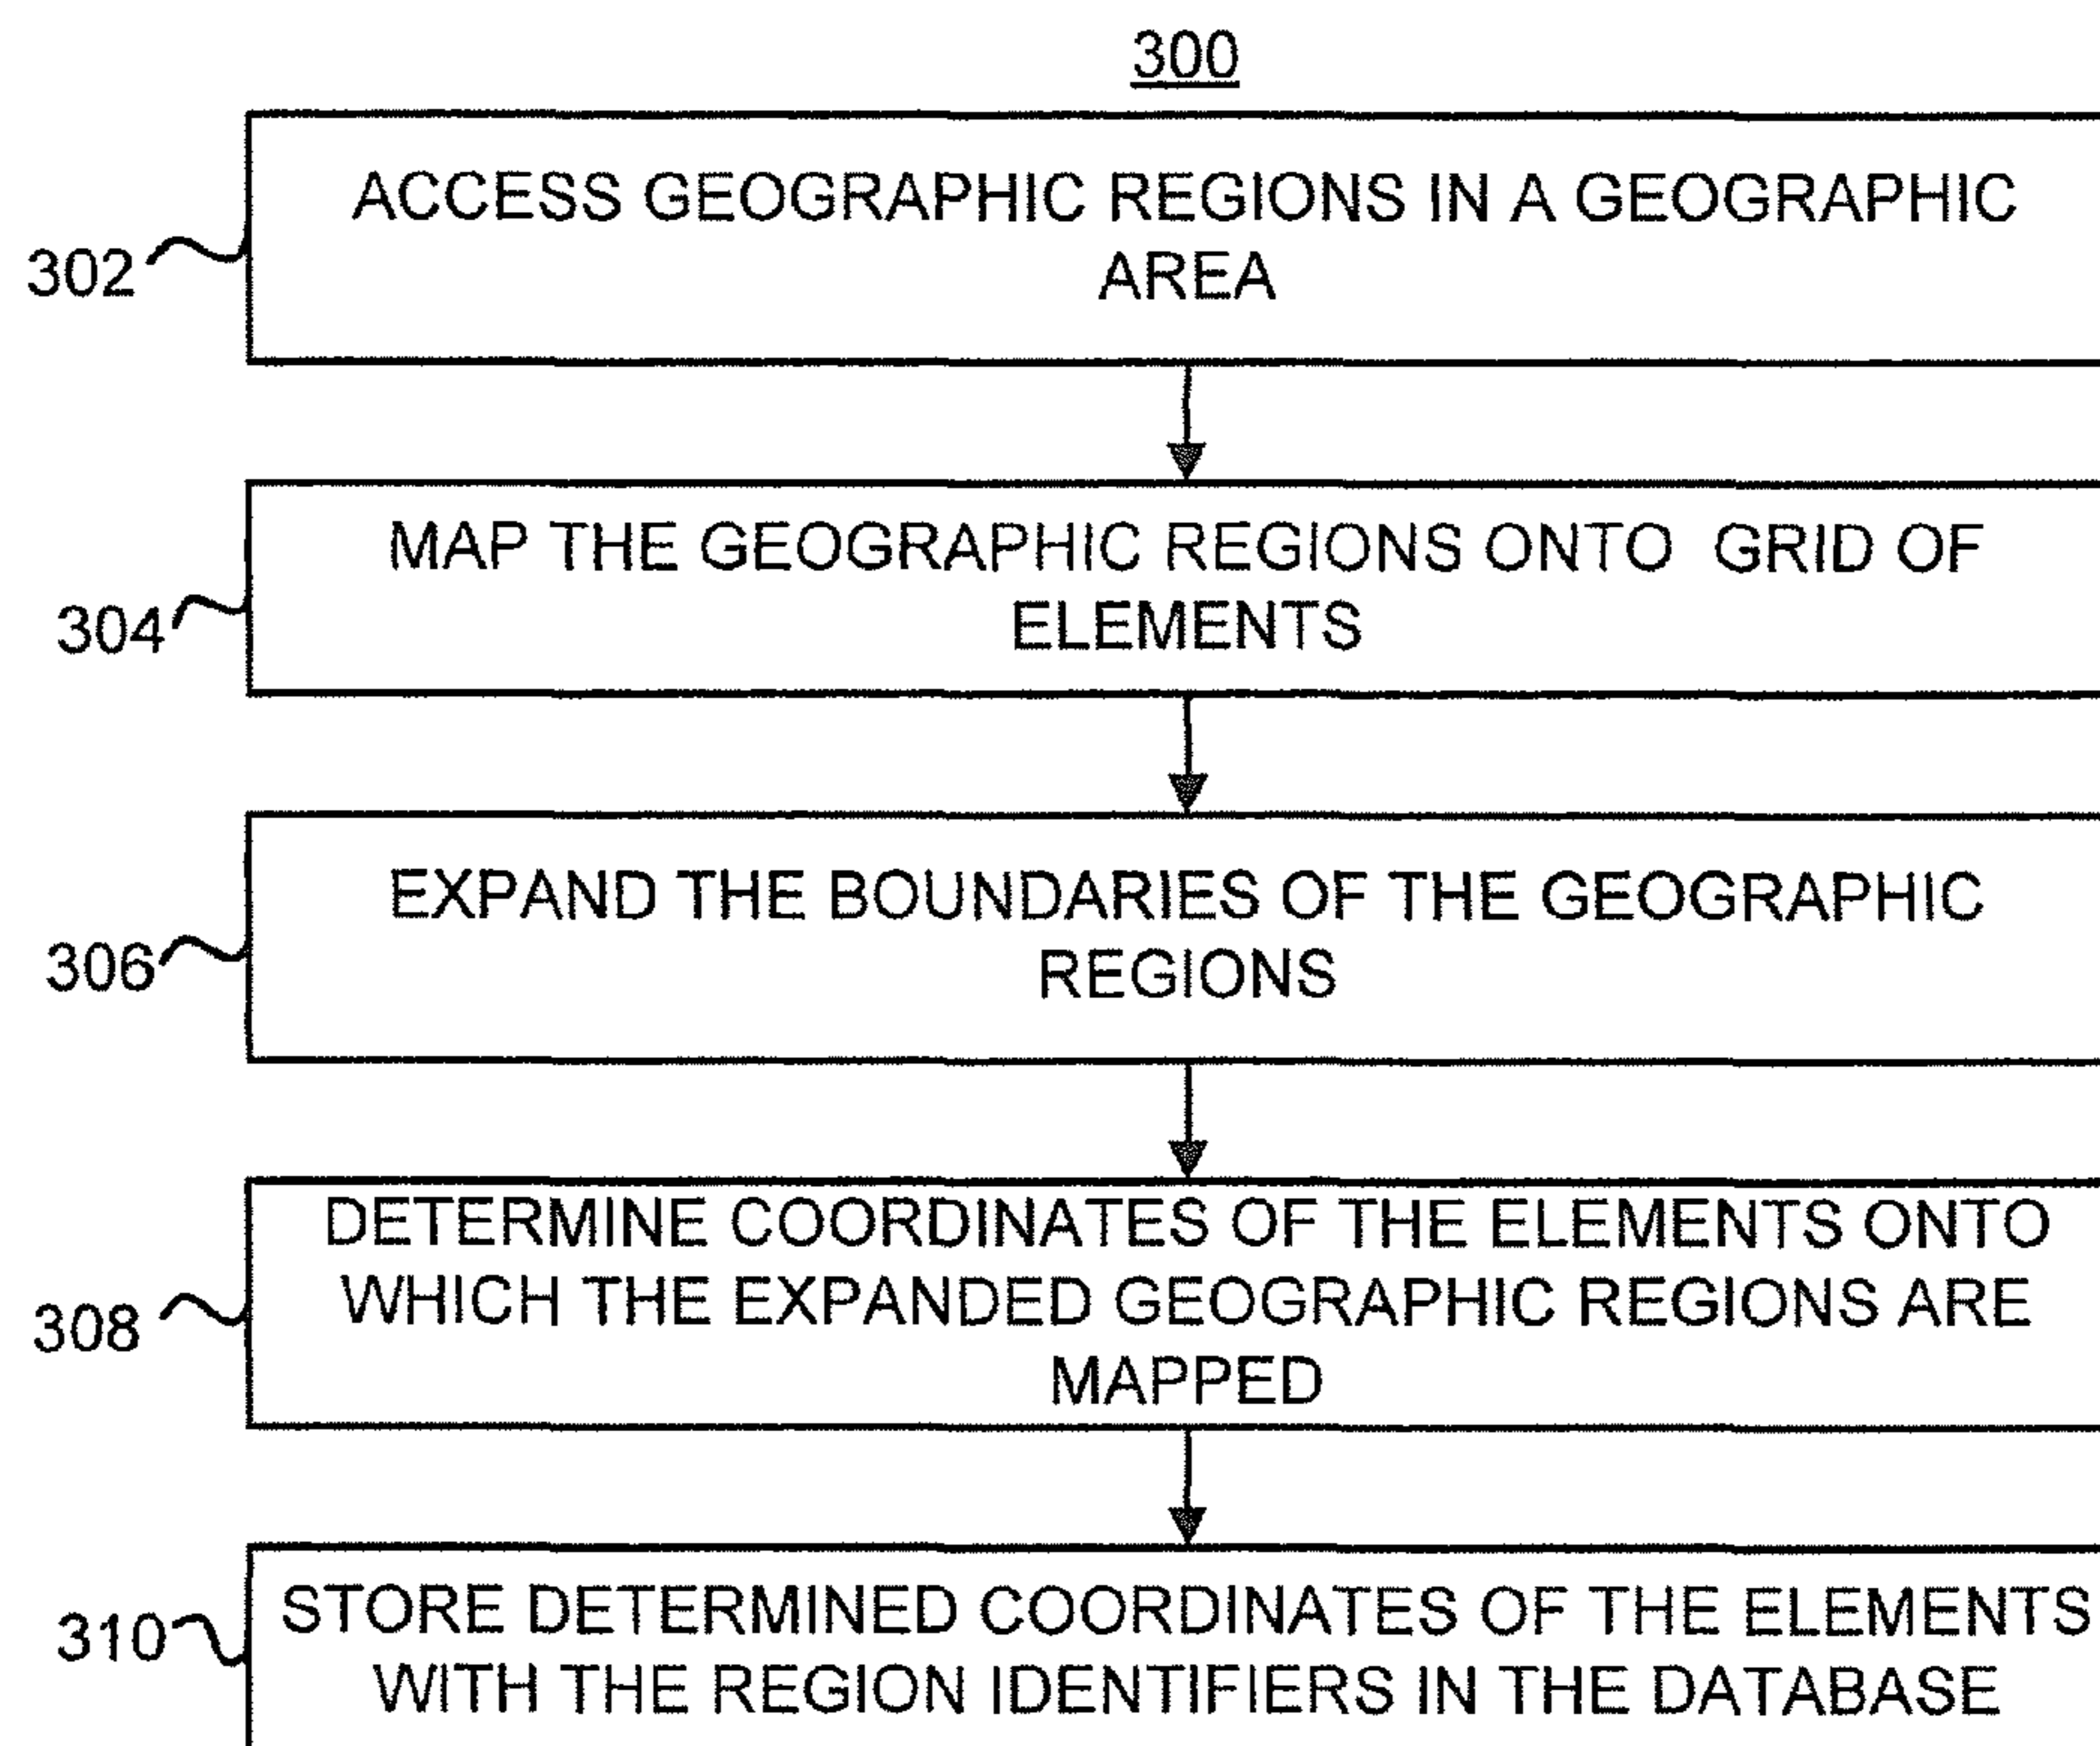 300
ACCESS GEOGRAPHIC REGIONS IN A GEOGRAPHIC
AREA
302
MAP THE GEOGRAPHIC REGIONS ONTO GRID OF
ELEMENTS
304
EXPAND THE BOUNDARIES OF THE GEOGRAPHIC
REGIONS
306
DETERMINE COORDINATES OF THE ELEMENTS ONTO
WHICH THE EXPANDED GEOGRAPHIC REGIONS ARE
MAPPED
308
STORE DETERMINED COORDINATES OF THE ELEMENTS
WITH THE REGION IDENTIFIERS IN THE DATABASE
310